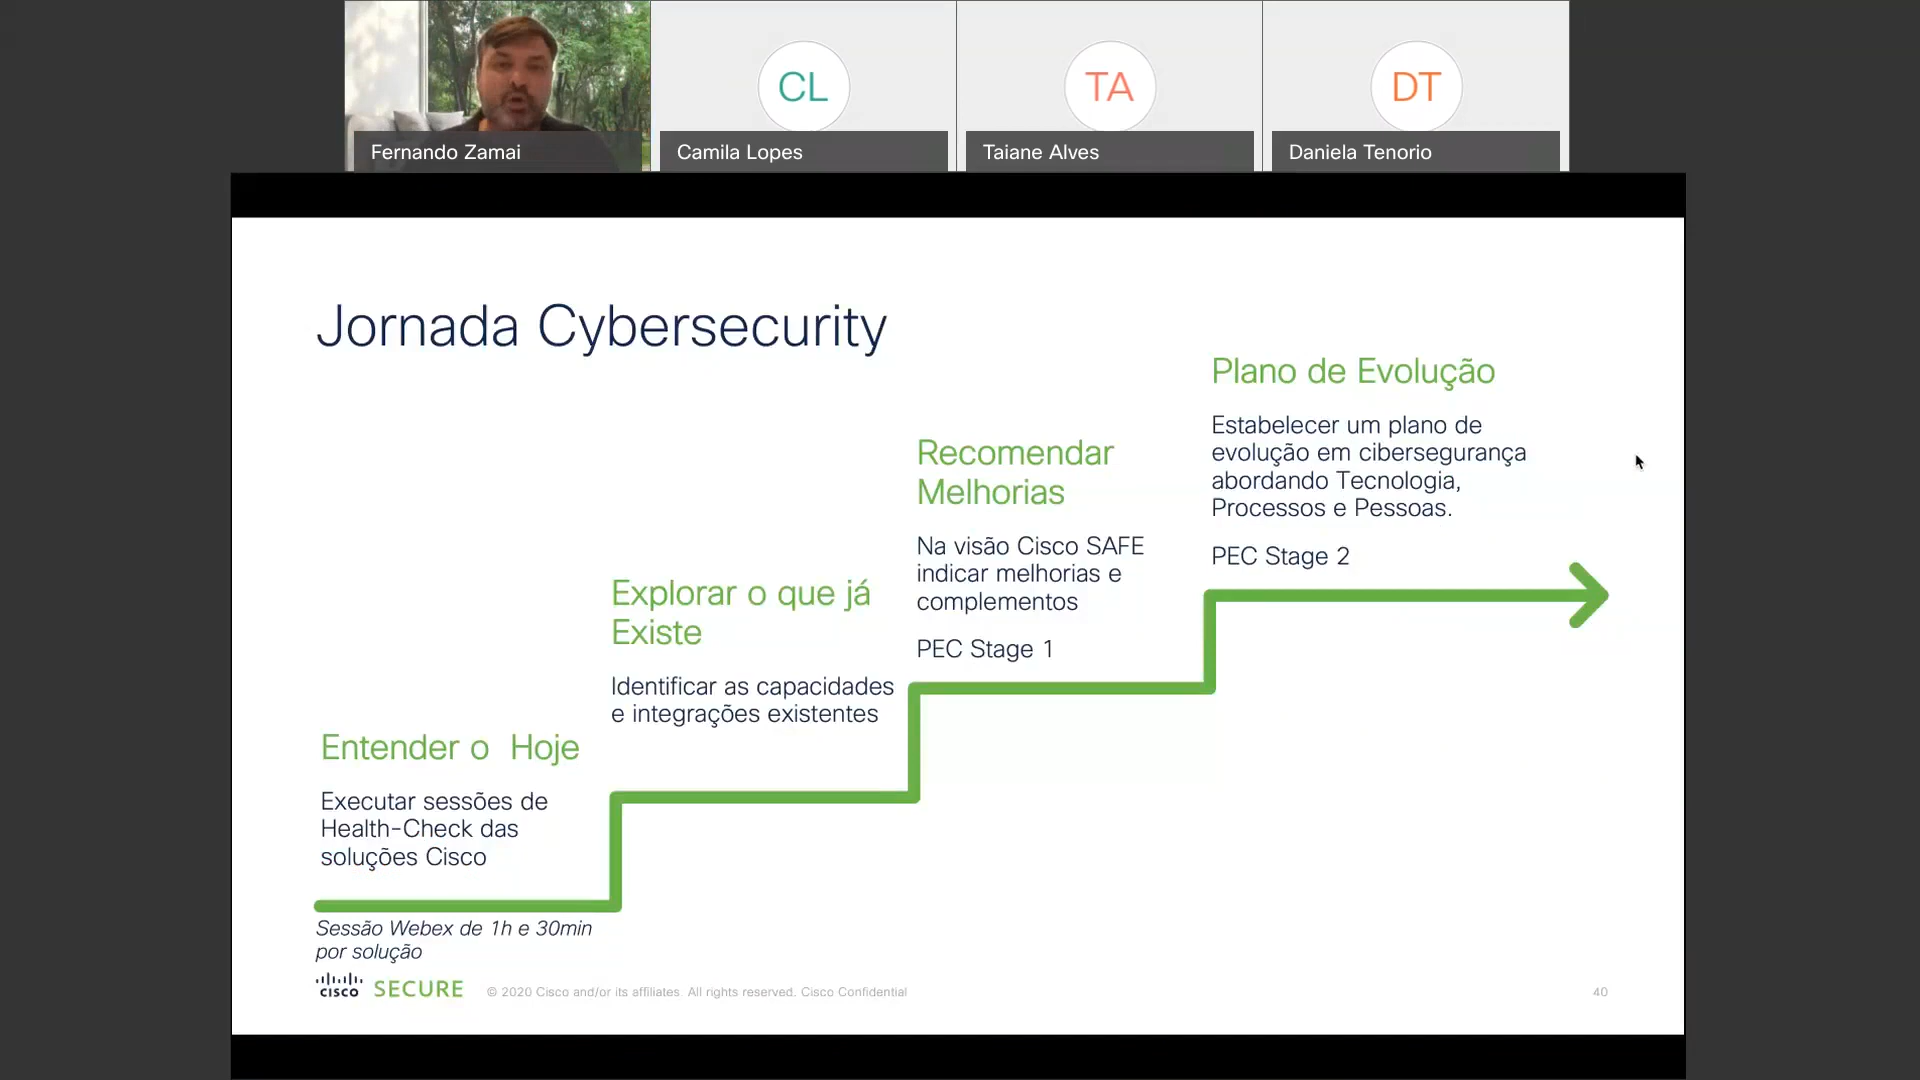 CL
TA
DT
Fernando Zamai
Camila Lopes
Taiane Alves
Daniela Tenorio
Jornada Cybersecurity
Entender o  Hoje
Executar sessões de
Health-Check das
soluções Cisco
Sessão Webex de 1h e 30min
por solução
Explorar o que já
Existe
Identificar as capacidades
e integrações existentes
Recomendar
Melhorias
Na visão Cisco SAFE
indicar melhorias e
complementos
PEC Stage 1
Plano de Evolução
Estabelecer um plano de
evolução em cibersegurança
abordando Tecnologia,
Processos e Pessoas.
PEC Stage 2
CISCO SECURE
© 2020 Cisco and/or its affiliates. All rights reserved. Cisco Confidential
40